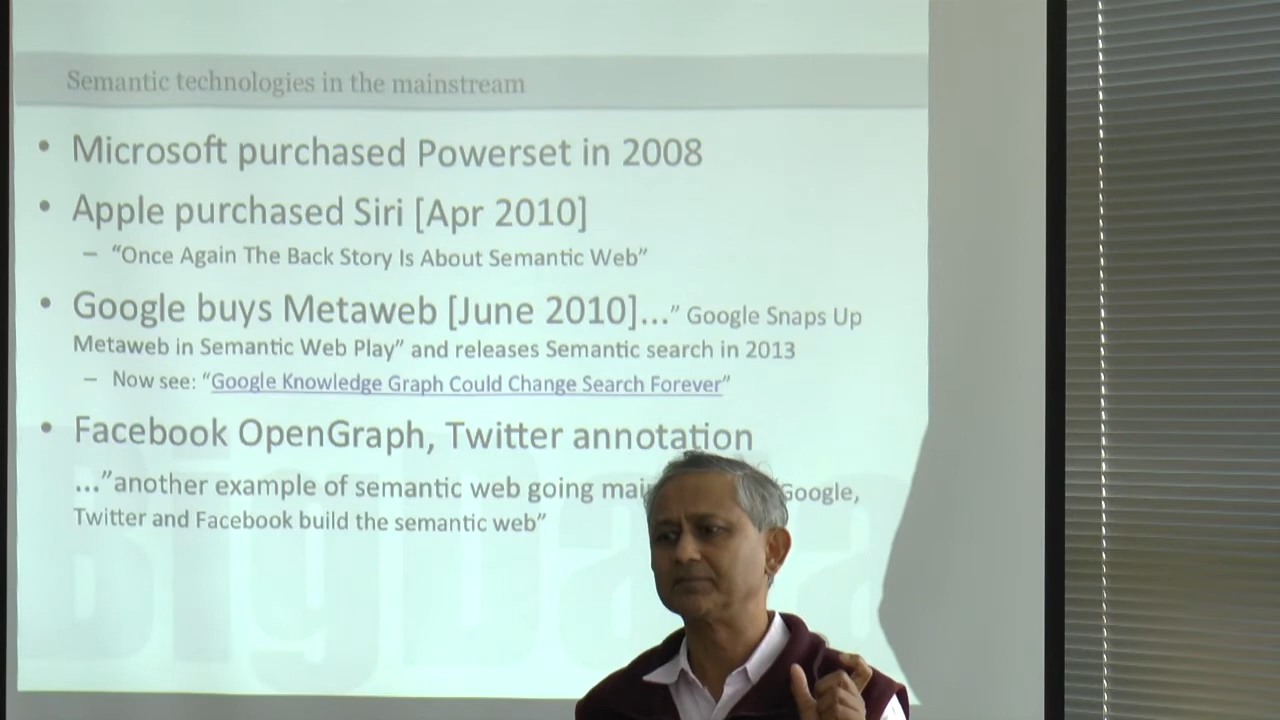 Semantic technologies in the mainstream
• Microsoft purchased Powerset in 2008
• Apple purchased Siri [Apr 2010]
– “Once Again The Back Story Is About Semantic Web”
• Google buys Metaweb [June 2010]...” Google Snaps Up
Metaweb in Semantic Web Play” and releases Semantic search in 2013
– Now see: “Google Knowledge Graph Could Change Search Forever”
• Facebook OpenGraph, Twitter annotation
...”another example of semantic web going Google,
Twitter and Facebook build the semantic web”
BigData